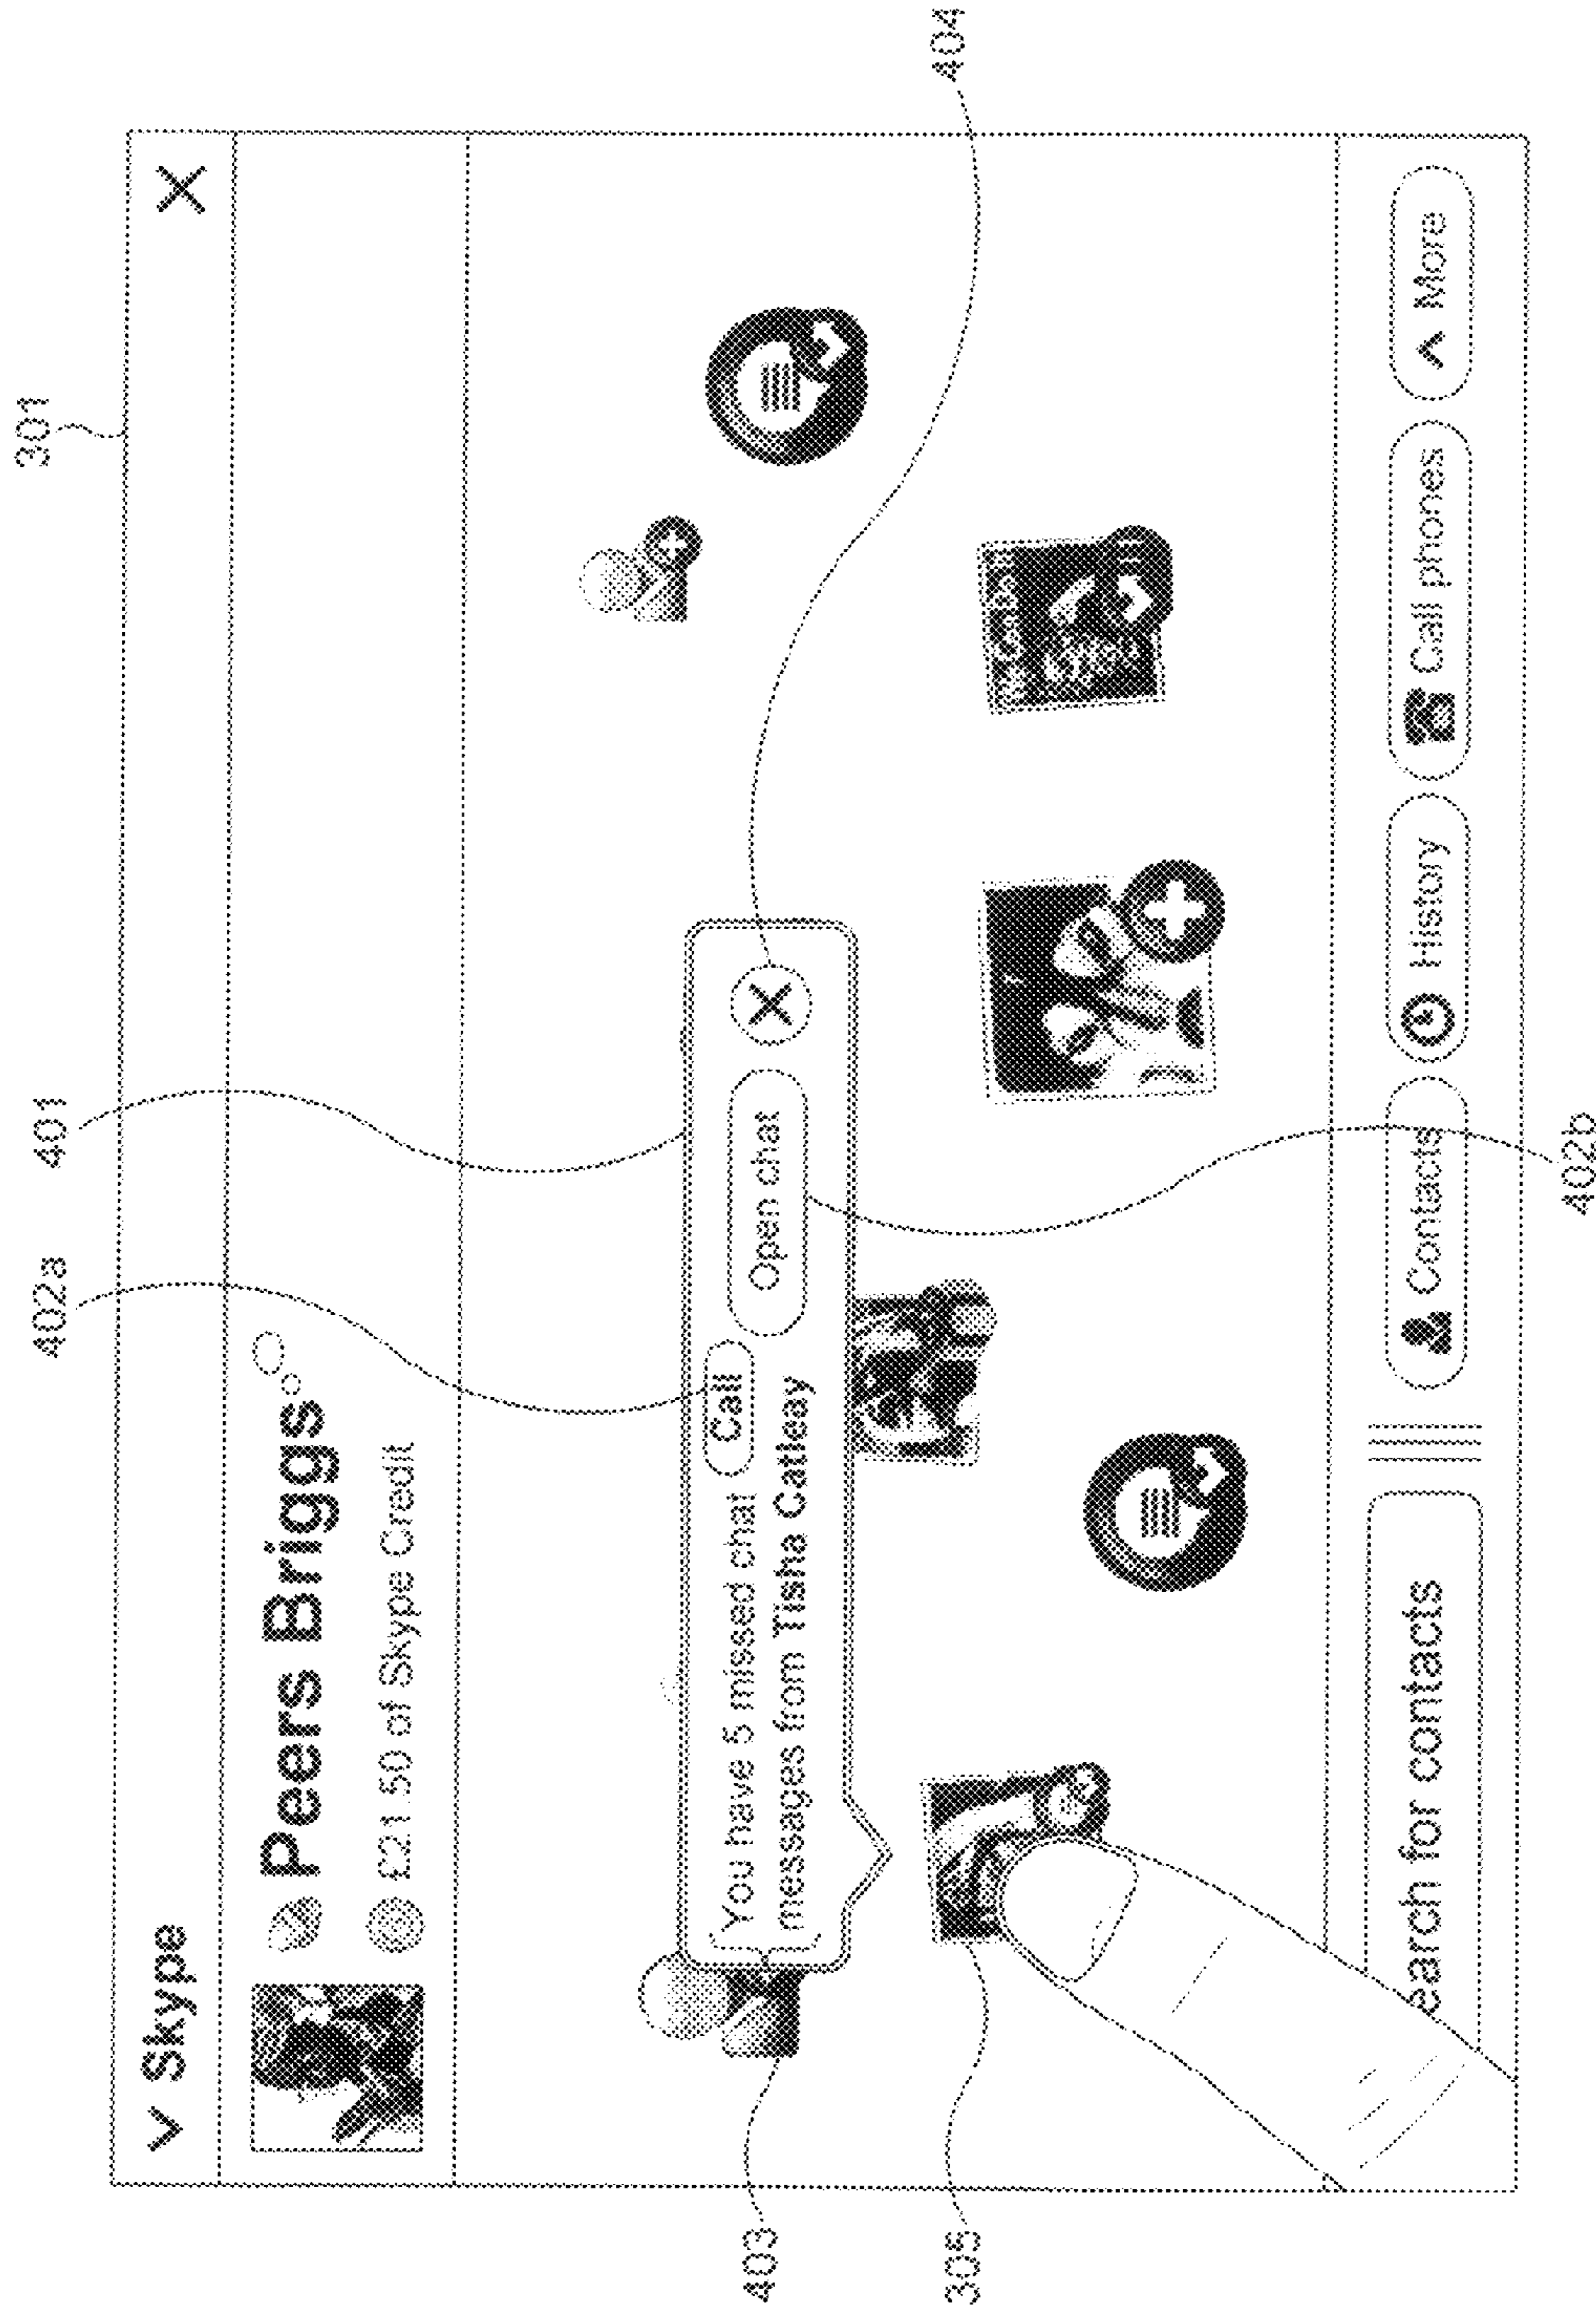 301
404
401
402a
Skype
X
Peers Briggs
£21.50 of Skype Credit
You have 5 missed chat
messages from Tisha Catleay
Call
Open chat
X
403
305
earch for contacts
Contacts
History
Call phones
More
402b